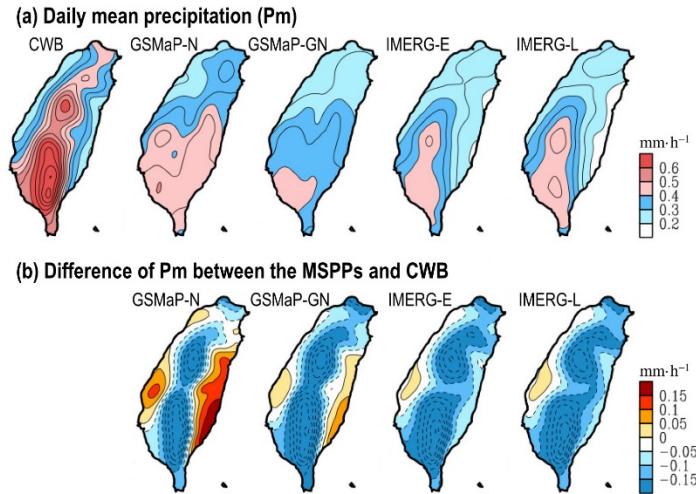 (a) Daily mean precipitation (Pm)
CWB GSMaP-N GSMaP-GN IMERG-E IMERG-L
mm·h⁻¹
0.6
0.5
0.4
0.3
0.2
(b) Difference of Pm between the MSPPs and CWB
GSMaP-N GSMaP-GN IMERG-E IMERG-L
mm·h⁻¹
0.15
0.1
0.05
0
−0.05
−0.1
−0.15